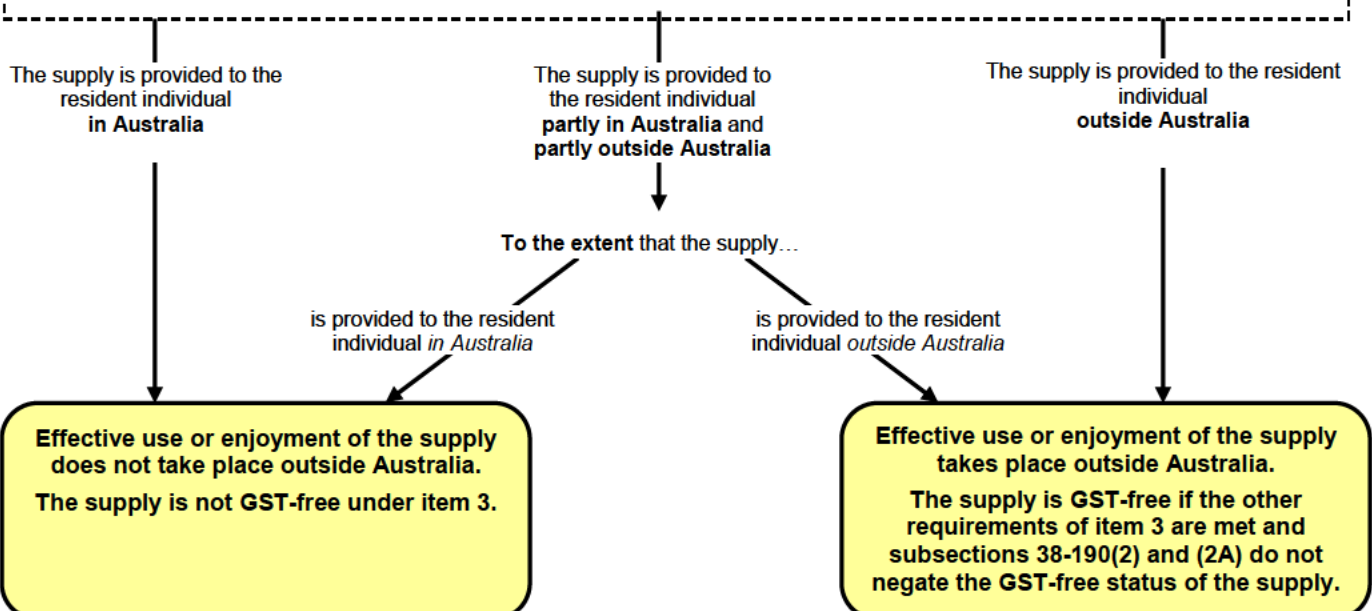 The supply is provided to the
resident individual
in Australia
The supply is provided to
the resident individual
partly in Australia and
partly outside Australia
The supply is provided to the resident
individual
outside Australia
To the extent that the supply…
is provided to the resident
individual in Australia
is provided to the resident
individual outside Australia
Effective use or enjoyment of the supply
does not take place outside Australia.
The supply is not GST-free under item 3.
Effective use or enjoyment of the supply
takes place outside Australia.
The supply is GST-free if the other
requirements of item 3 are met and
subsections 38-190(2) and (2A) do not
negate the GST-free status of the supply.